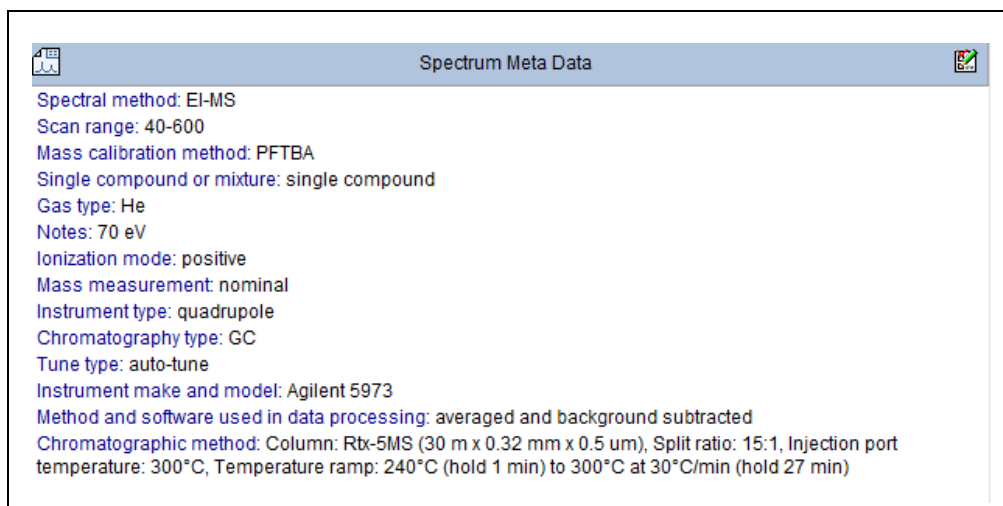 Spectrum Meta Data
Spectral method: EI-MS
Scan range: 40-600
Mass calibration method: PFTBA
Single compound or mixture: single compound
Gas type: He
Notes: 70 eV
Ionization mode: positive
Mass measurement: nominal
Instrument type: quadrupole
Chromatography type: GC
Tune type: auto-tune
Instrument make and model: Agilent 5973
Method and software used in data processing: averaged and background subtracted
Chromatographic method: Column: Rtx-5MS (30 m x 0.32 mm x 0.5 um), Split ratio: 15:1, Injection port
temperature: 300°C, Temperature ramp: 240°C (hold 1 min) to 300°C at 30°C/min (hold 27 min)